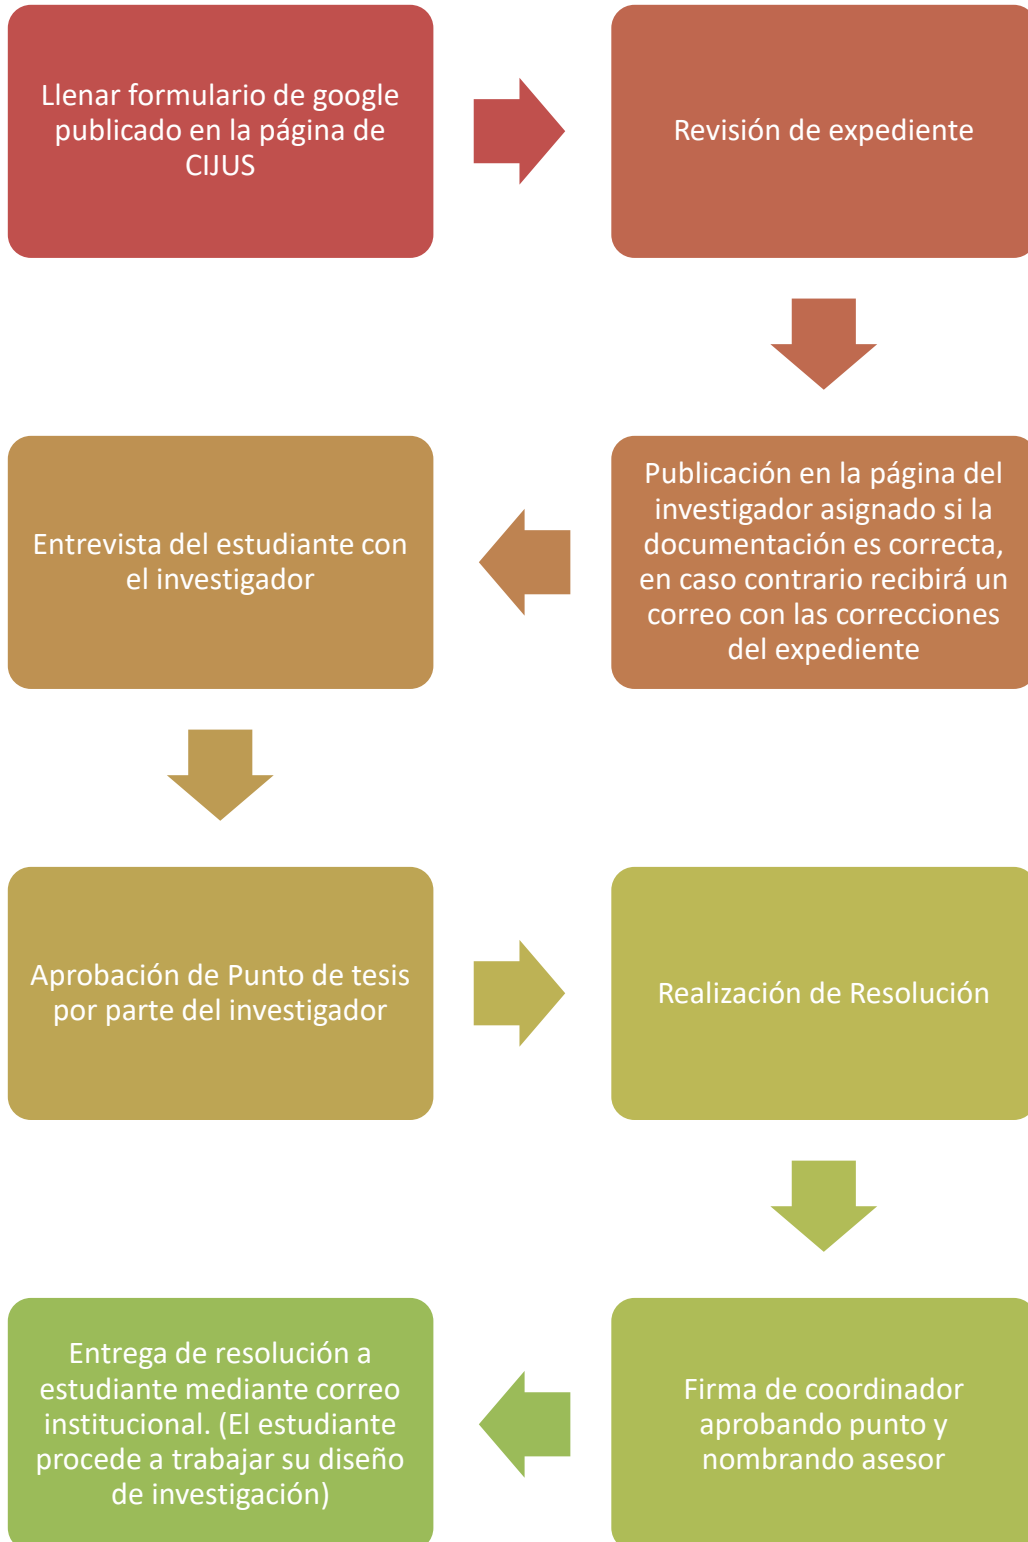 Llenar formulario de google
publicado en la página de
CIJUS
Revisión de expediente
Publicación en la página del
investigador asignado si la
documentación es correcta,
en caso contrario recibirá un
correo con las correcciones
del expediente
Entrevista del estudiante con
el investigador
Aprobación de Punto de tesis
por parte del investigador
Realización de Resolución
Firma de coordinador
aprobando punto y
nombrando asesor
Entrega de resolución a
estudiante mediante correo
institucional. (El estudiante
procede a trabajar su diseño
de investigación)